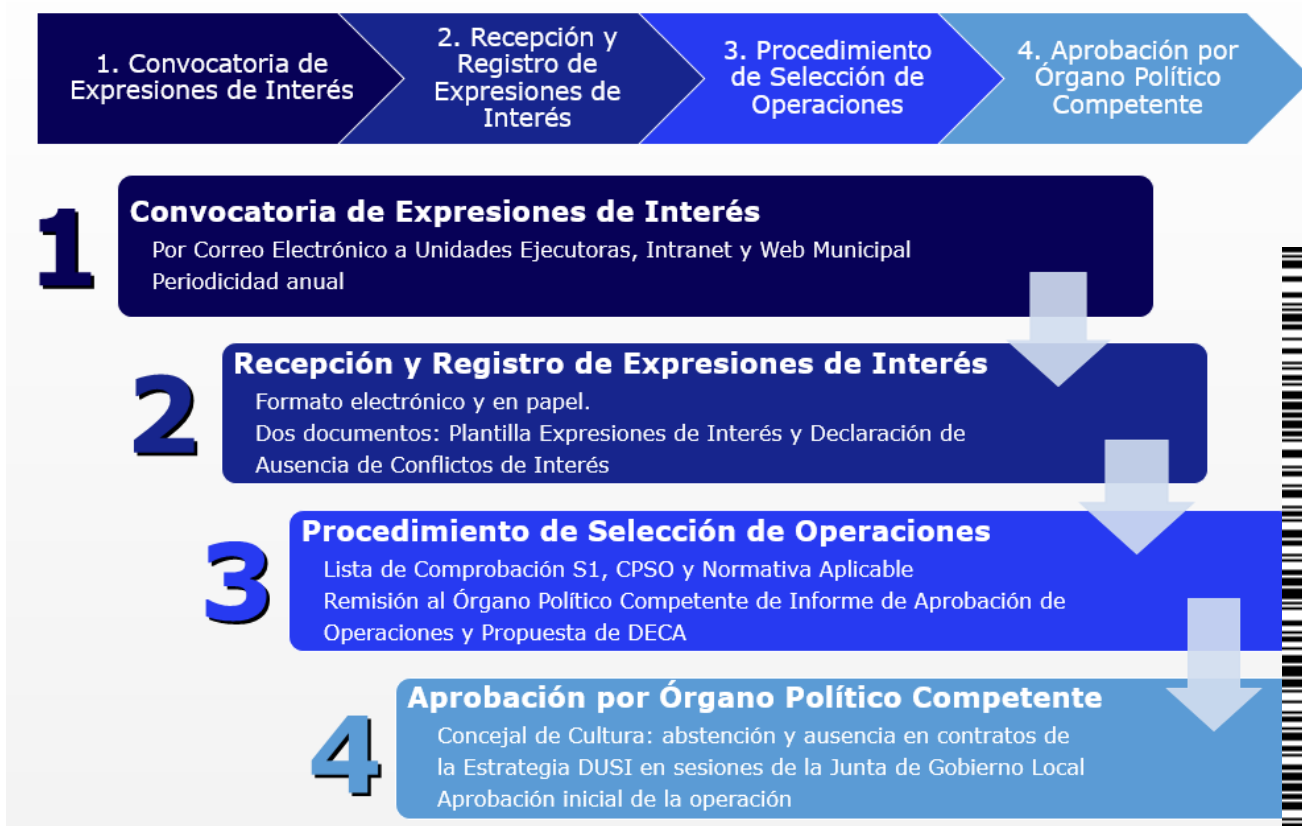 1. Convocatoria de
Expresiones de Interés
2. Recepción y
Registro de
Expresiones de
Interés
3. Procedimiento
de Selección de
Operaciones
4. Aprobación por
Órgano Político
Competente
1
Convocatoria de Expresiones de Interés
Por Correo Electrónico a Unidades Ejecutoras, Intranet y Web Municipal
Periodicidad anual
2
Recepción y Registro de Expresiones de Interés
Formato electrónico y en papel.
Dos documentos: Plantilla Expresiones de Interés y Declaración de
Ausencia de Conflictos de Interés
3
Procedimiento de Selección de Operaciones
Lista de Comprobación S1, CPSO y Normativa Aplicable
Remisión al Órgano Político Competente de Informe de Aprobación de
Operaciones y Propuesta de DECA
4
Aprobación por Órgano Político Competente
Concejal de Cultura: abstención y ausencia en contratos de
la Estrategia DUSI en sesiones de la Junta de Gobierno Local
Aprobación inicial de la operación